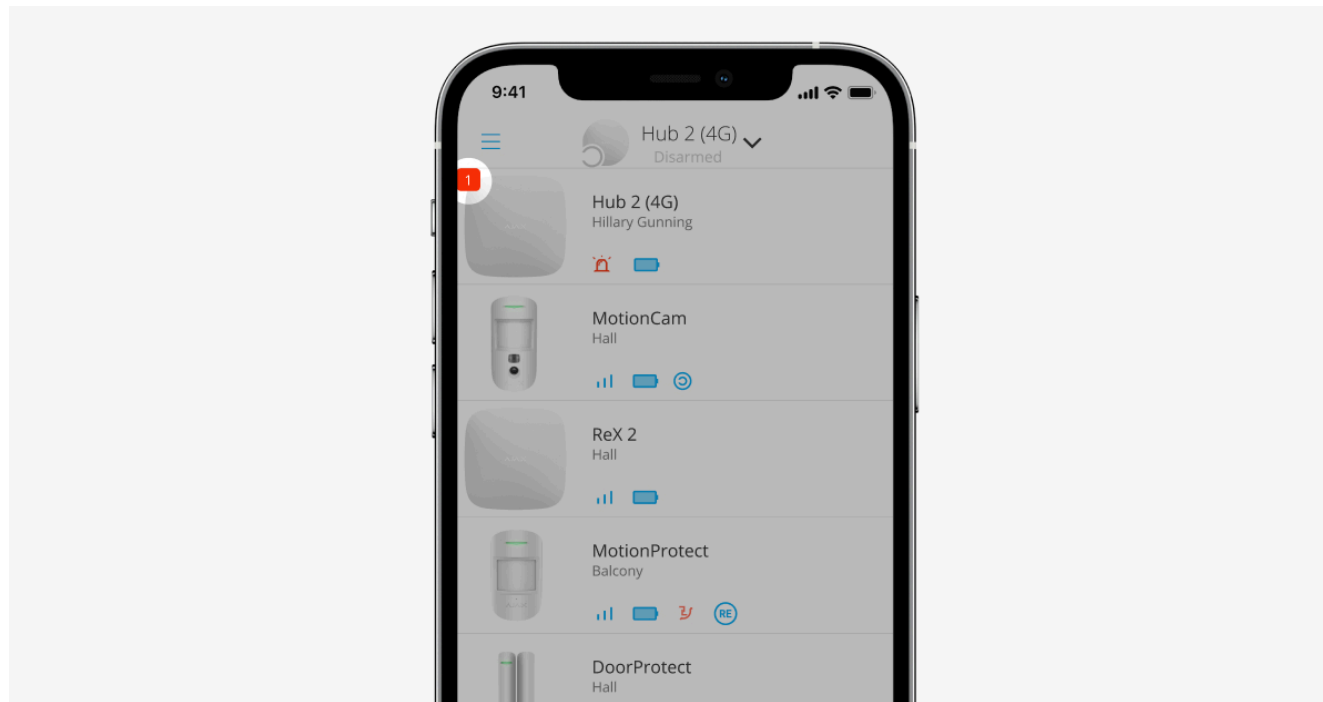 9:41
Hub 2 (4G)
Disarmed
1
Hub 2 (4G)
Hillary Gunning
MotionCam
Hall
ReX 2
Hall
MotionProtect
Balcony
RE
DoorProtect
Hall